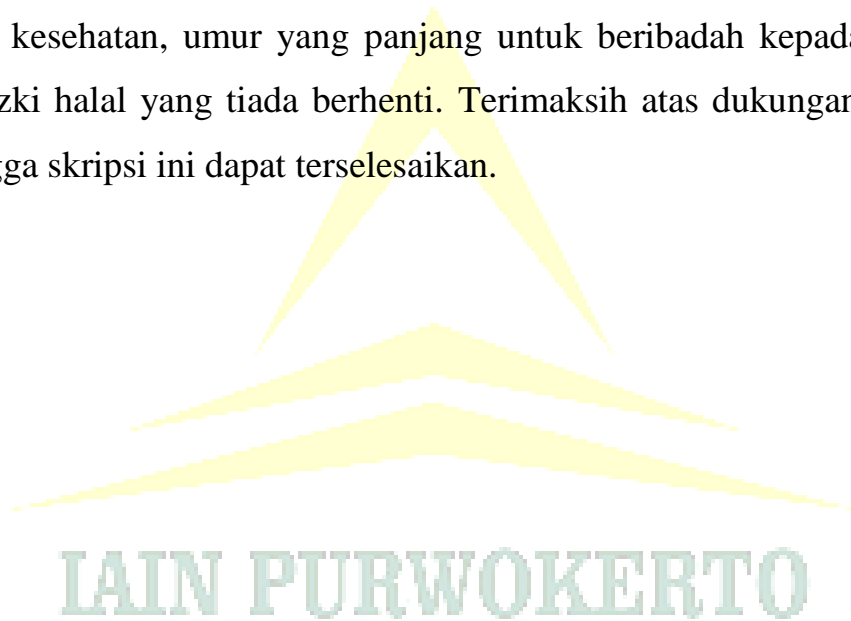 kesehatan, umur yang panjang untuk beribadah kepada
zki halal yang tiada berhenti. Terimaksih atas dukungan
gga skripsi ini dapat terselesaikan.
IAIN PURWOKERTO